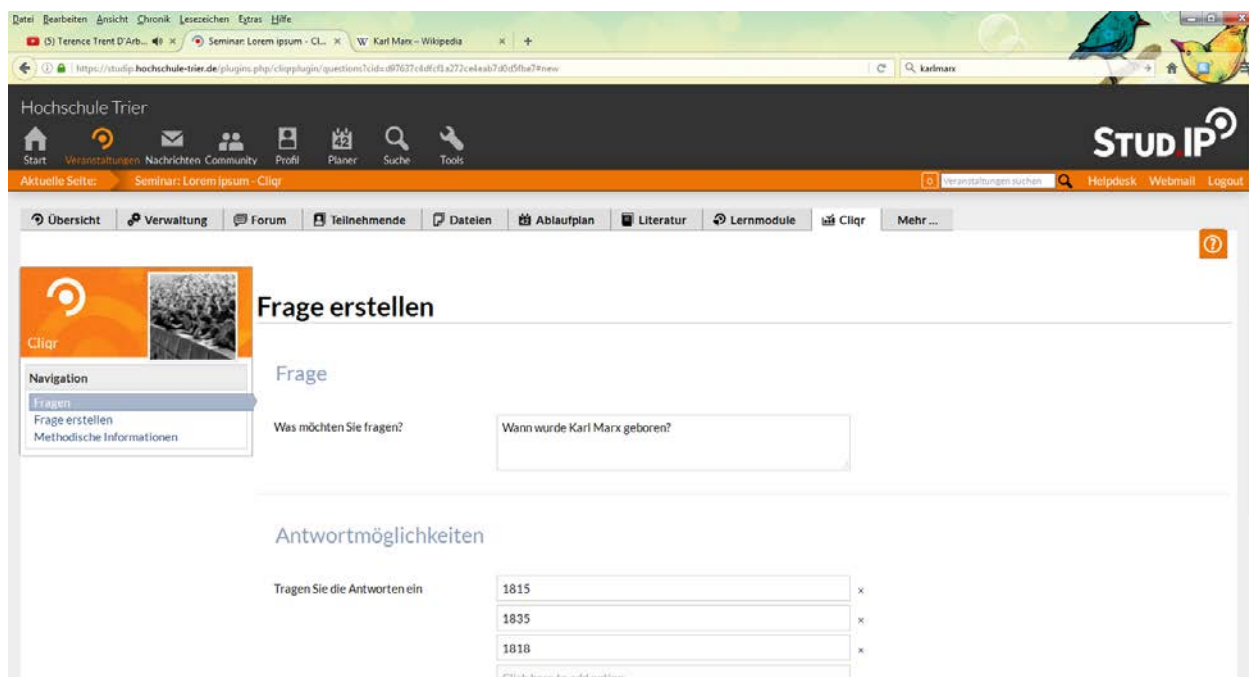 Datei Bearbeiten Ansicht Chronik Lesezeichen Extras Hilfe
(5) Terence Trent D'Arb... × Seminar: Lorem ipsum - Cl... × W Karl Marx – Wikipedia × +
https://studip.hochschule-trier.de/plugins.php/cliqrplugin/questions?cid= karlmarx
Hochschule Trier
Start Veranstaltungen Nachrichten Community Profil 42 Planer Suche Tools
STUD.IP
Aktuelle Seite: Seminar: Lorem ipsum - Cliqr 0 Veranstaltungen suchen Helpdesk Webmail Logout
Übersicht Verwaltung Forum Teilnehmende Dateien Ablaufplan Literatur Lernmodule Cliqr Mehr ...
?
Cliqr
Frage erstellen
Navigation
Fragen
Frage erstellen
Methodische Informationen
Frage
Was möchten Sie fragen? Wann wurde Karl Marx geboren?
Antwortmöglichkeiten
Tragen Sie die Antworten ein 1815 ×
1835 ×
1818 ×